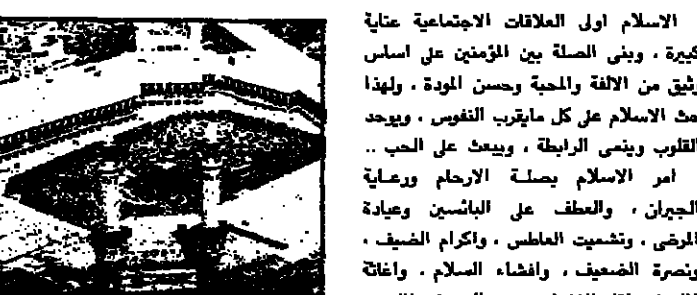 الاسلام اولى العلاقات الاجتماعية عناية
كبيرة ، وبنى الصلة بين المؤمنين على اساس
وثيق من الالفة والمحبة وحسن المودة ، ولهذا
حث الاسلام على كل مايقرب النفوس ، ويوحد
القلوب وينمى الرابطة ، ويبعث على الحب ..
امر الاسلام بصلة الارحام ورعاية
الجيران ، والعطف على البائسين وعيادة
المرضى ، وتشميت العاطس ، واكرام الضيف ،
ونصرة الضعيف ، وافشاء السلام . واغاثة